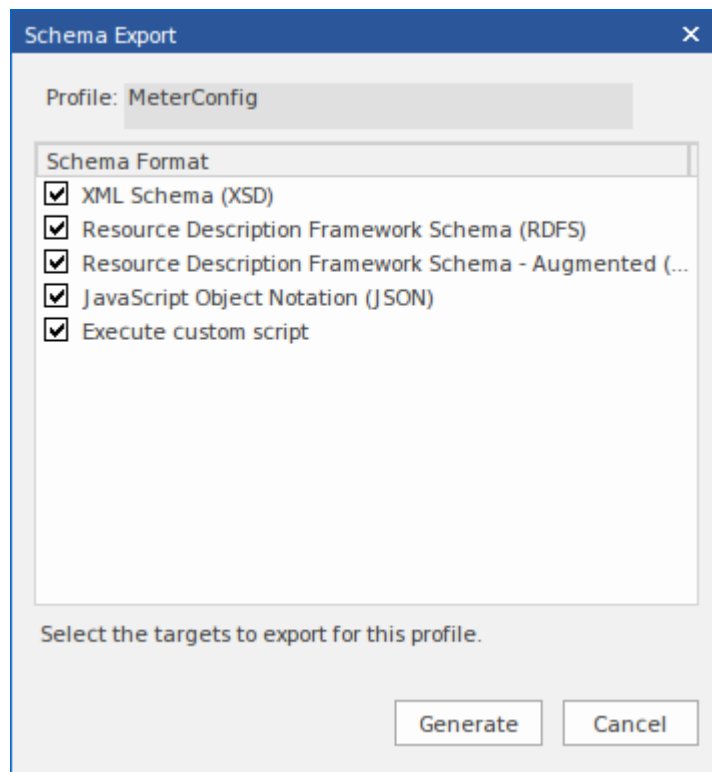 Schema Export
Profile: MeterConfig
Schema Format
XML Schema (XSD)
Resource Description Framework Schema (RDFS)
Resource Description Framework Schema - Augmented (...
JavaScript Object Notation (JSON)
Execute custom script
Select the targets to export for this profile.
Generate Cancel